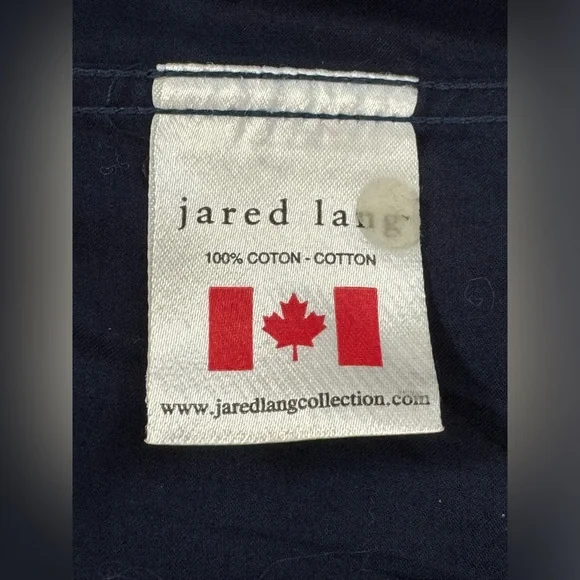 jared lang
100% COTON - COTTON
www.jaredlangcollection.com